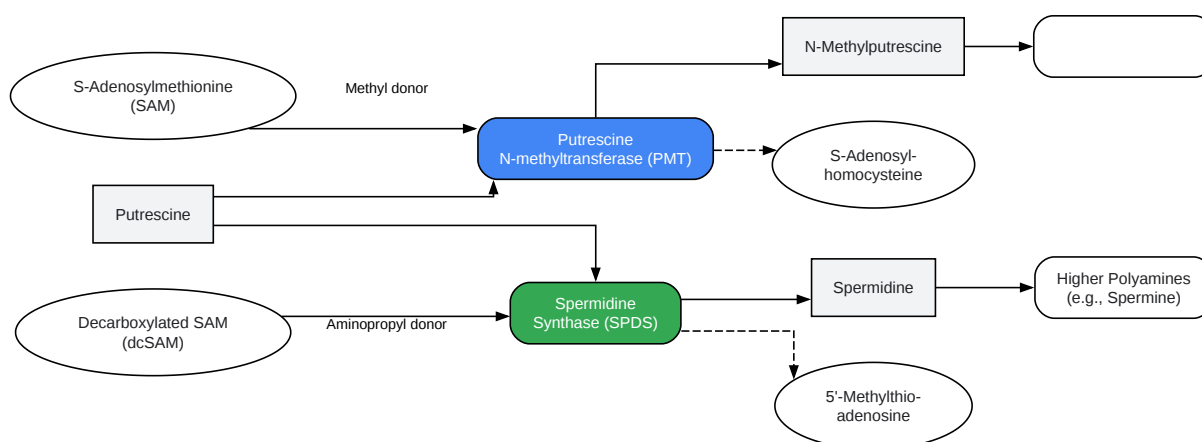 N-Methylputrescine
S-Adenosylmethionine
(SAM)
Methyl donor
Putrescine
N-methyltransferase (PMT)
S-Adenosyl-
homocysteine
Putrescine
Decarboxylated SAM
(dcSAM)
Aminopropyl donor
Spermidine
Synthase (SPDS)
Spermidine
Higher Polyamines
(e.g., Spermine)
5'-Methylthio-
adenosine